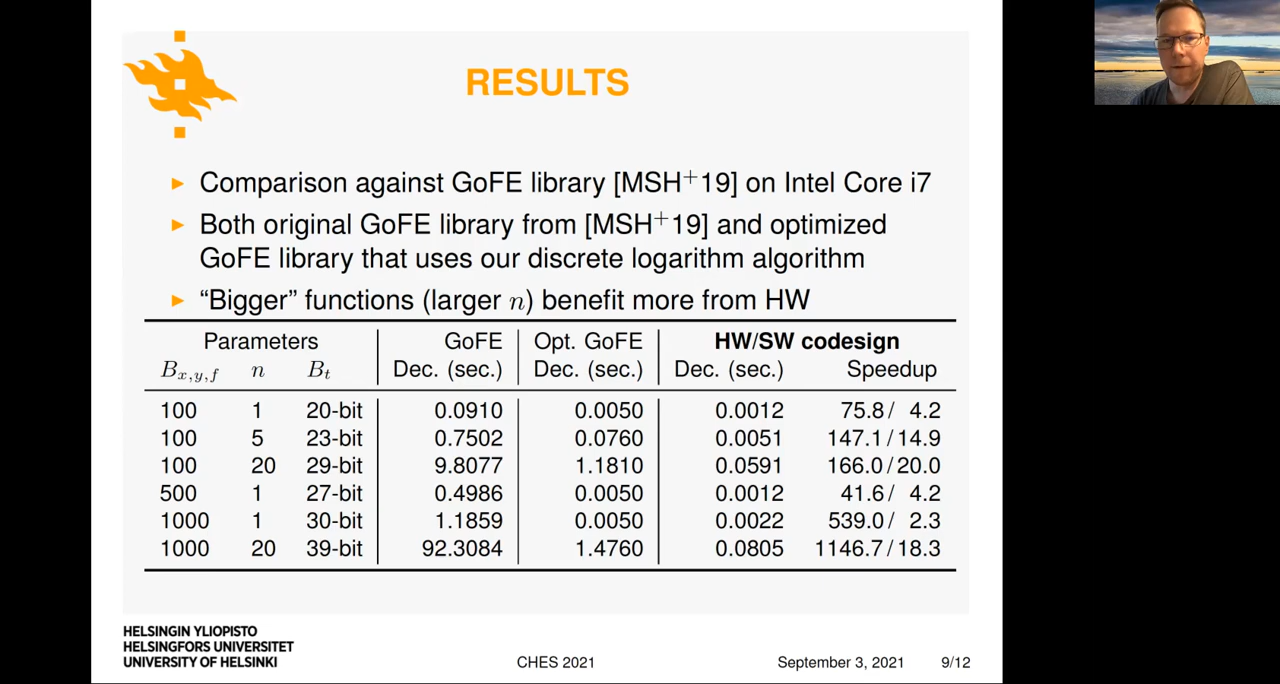 RESULTS
▶ Comparison against GoFE library [MSH+19] on Intel Core i7
▶ Both original GoFE library from [MSH+19] and optimized
GoFE library that uses our discrete logarithm algorithm
▶ “Bigger” functions (larger n) benefit more from HW
Parameters GoFE Opt. GoFE HW/SW codesign
Bx,y,f n Bt Dec. (sec.) Dec. (sec.) Dec. (sec.) Speedup
100 1 20-bit 0.0910 0.0050 0.0012 75.8/ 4.2
100 5 23-bit 0.7502 0.0760 0.0051 147.1/14.9
100 20 29-bit 9.8077 1.1810 0.0591 166.0/20.0
500 1 27-bit 0.4986 0.0050 0.0012 41.6/ 4.2
1000 1 30-bit 1.1859 0.0050 0.0022 539.0/ 2.3
1000 20 39-bit 92.3084 1.4760 0.0805 1146.7/18.3
HELSINGIN YLIOPISTO
HELSINGFORS UNIVERSITET
UNIVERSITY OF HELSINKI
CHES 2021 September 3, 2021 9/12